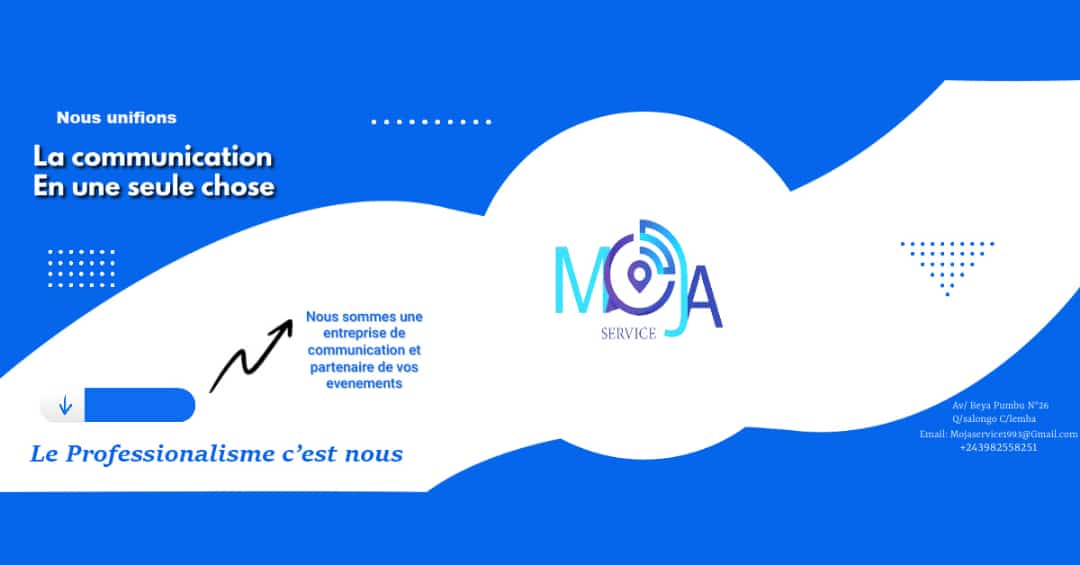 Nous unifions
La communication
En une seule chose
Nous sommes une
entreprise de
communication et
partenaire de vos
evenements
Le Professionalisme c’est nous
MOJA
SERVICE
Av/ Beya Pumbu N°26
Q/salongo C/lemba
Email: Mojaservice1993@Gmail.com
+243982558251